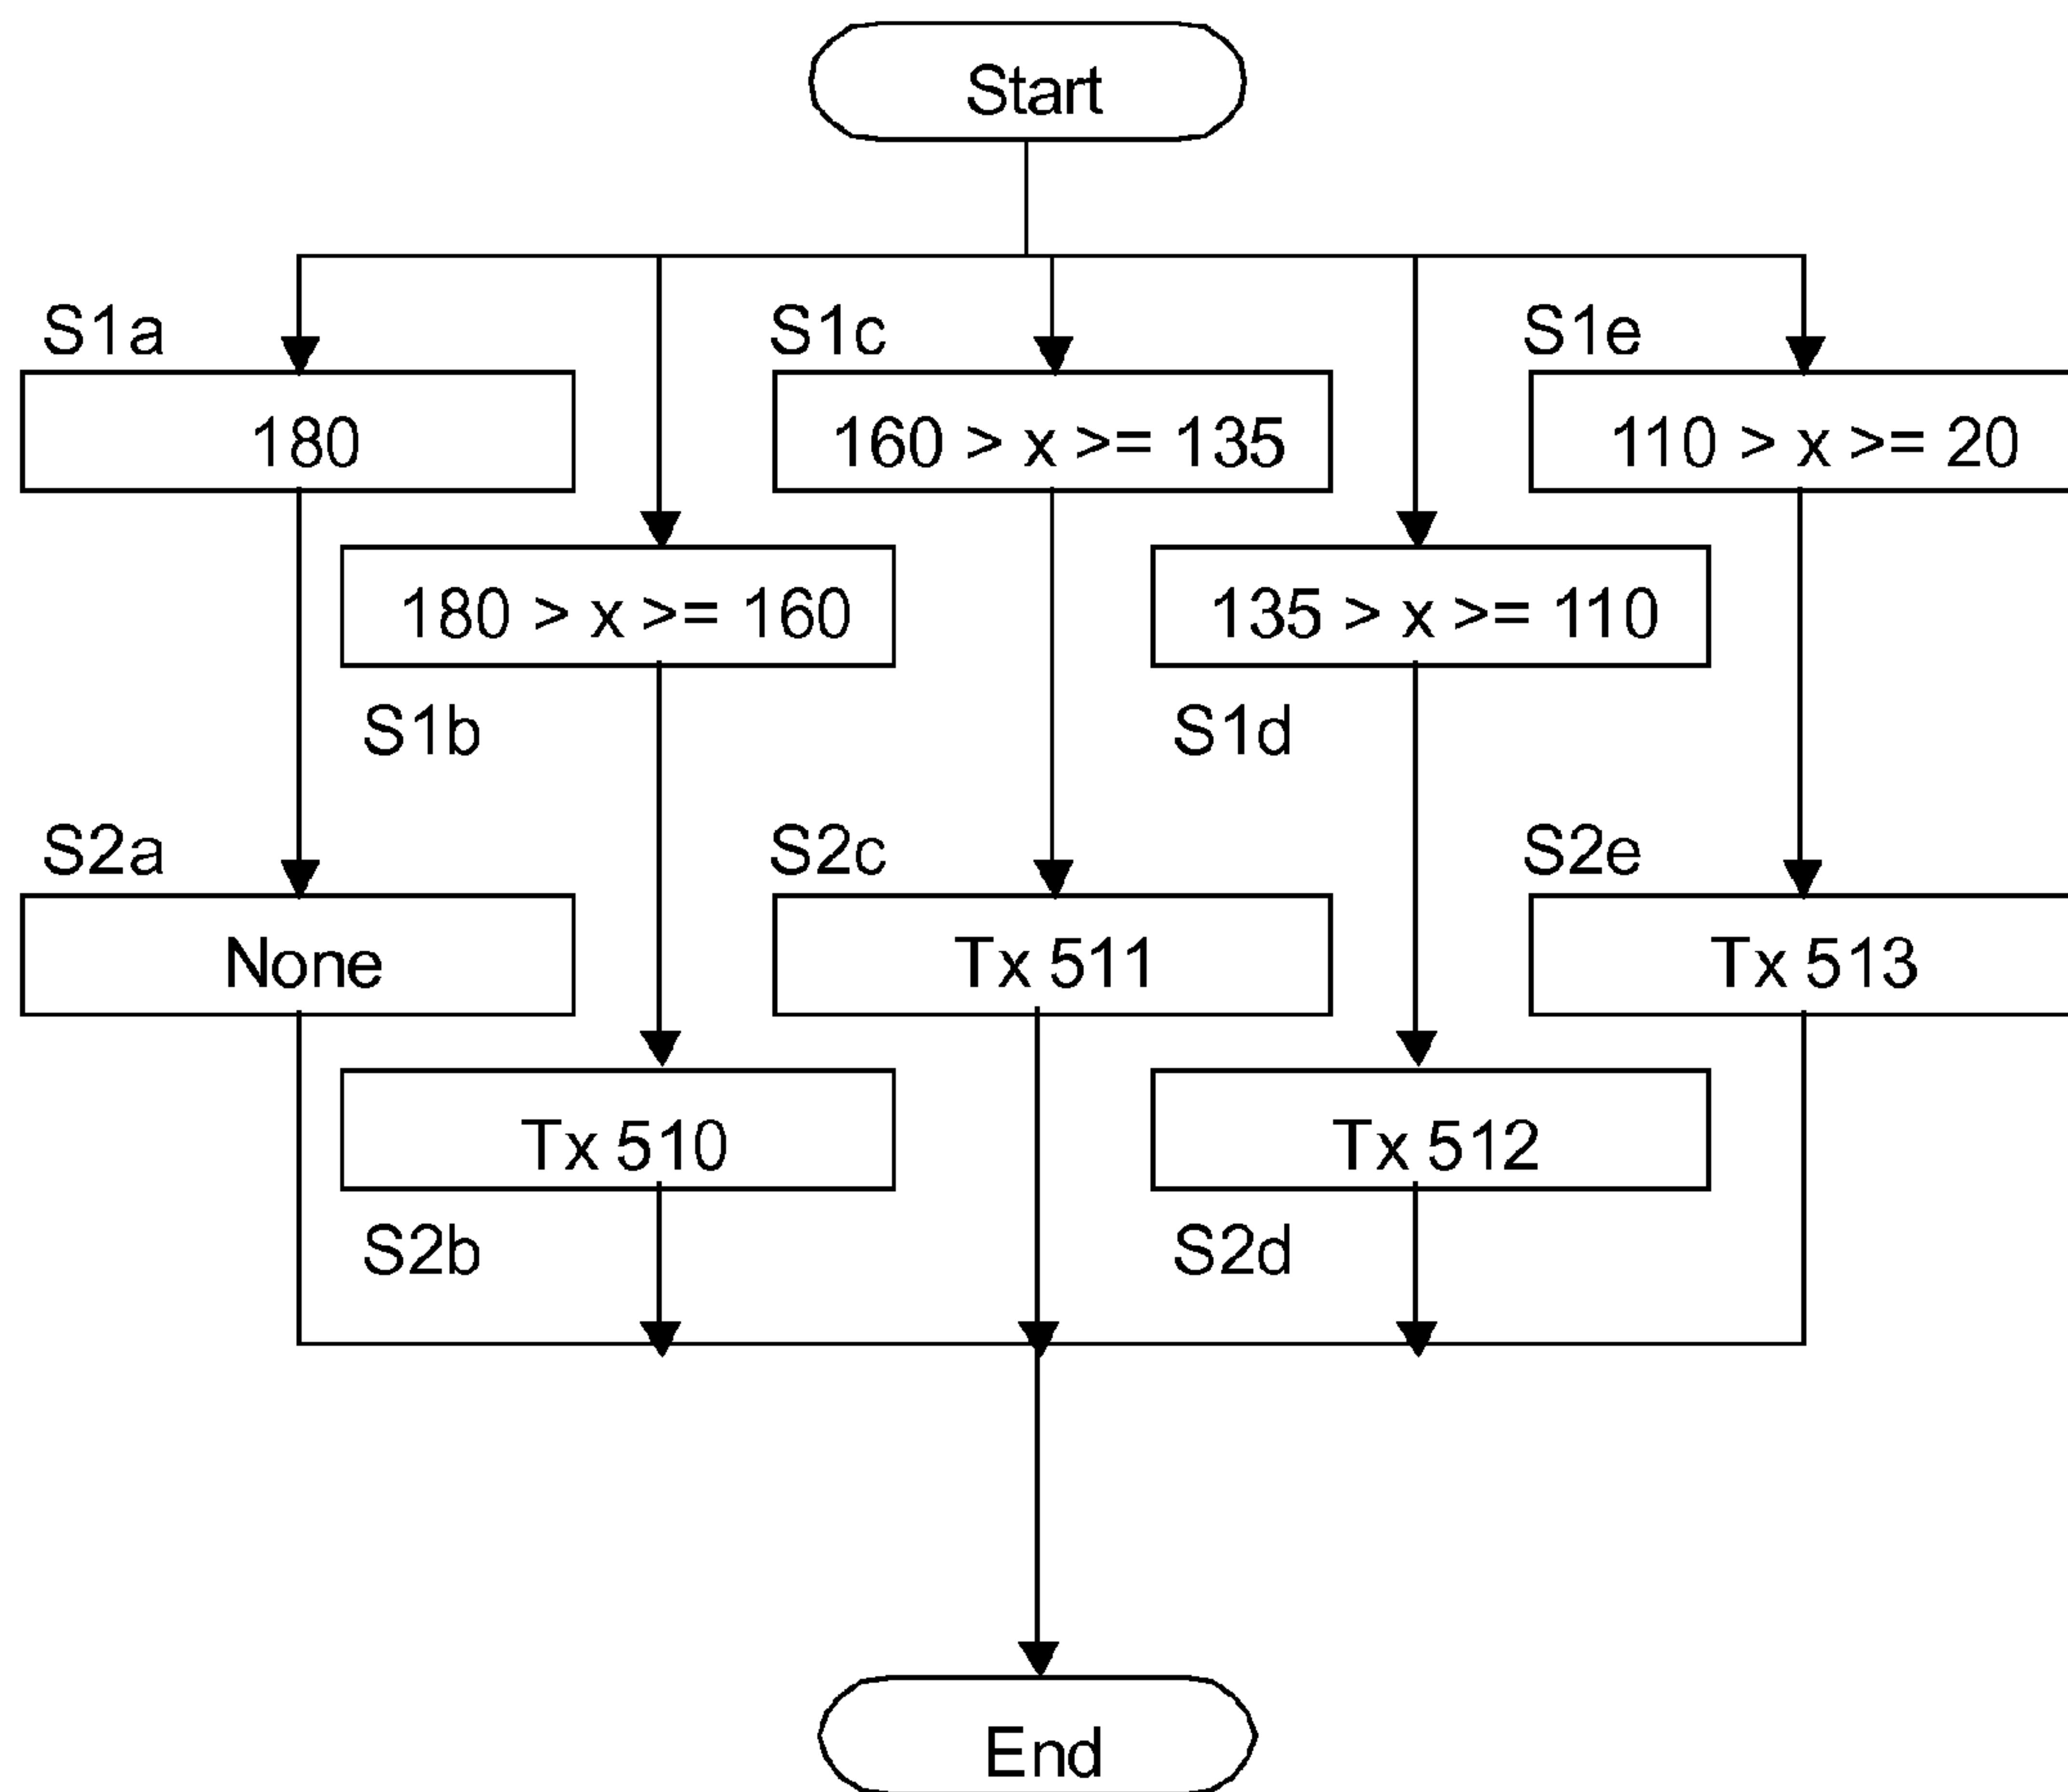 Start
S1a
S1c
S1e
180
160 > x >= 135
110 > x >= 20
180 > x >= 160
135 > x >= 110
S1b
S1d
S2a
S2c
S2e
None
Tx 511
Tx 513
Tx 510
Tx 512
S2b
S2d
End